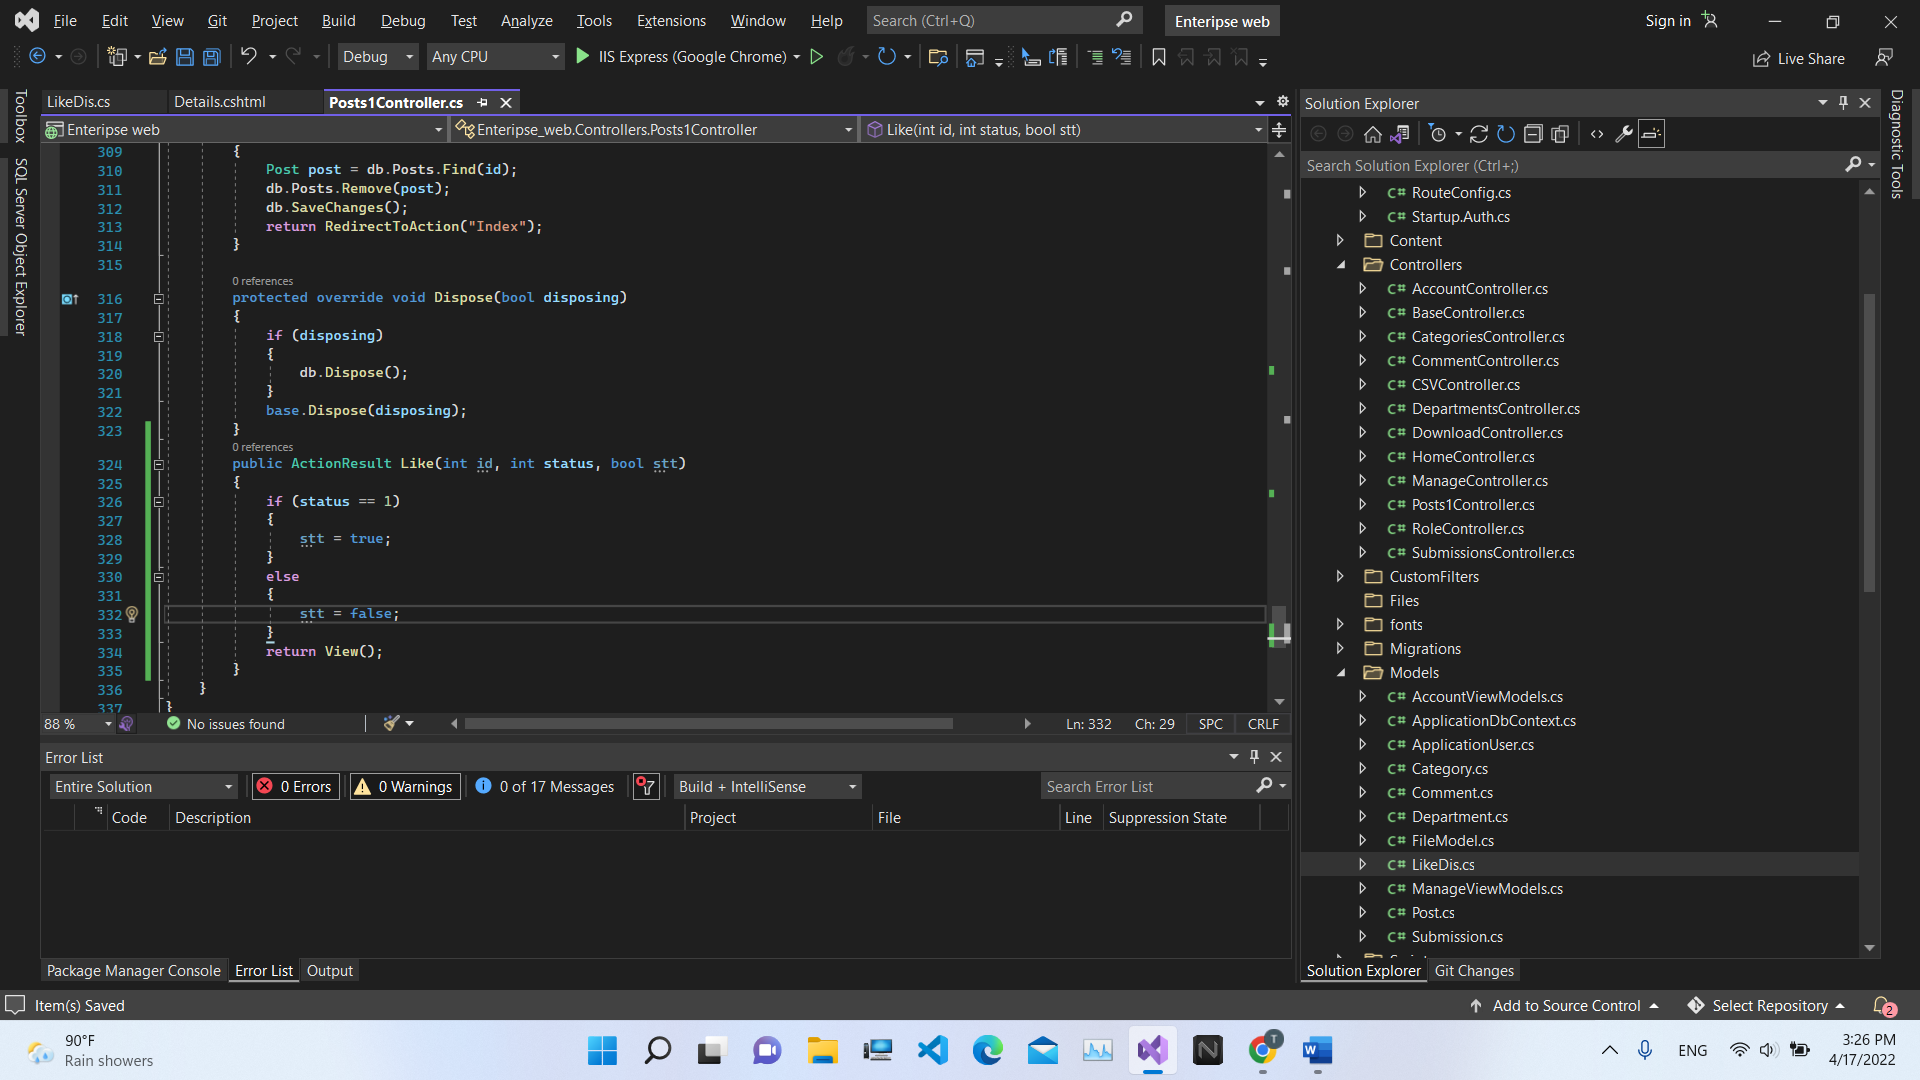 File Edit View Git Project Build Debug Test Analyze Tools Extensions Window Help Search (Ctrl+Q) Enteripse web Sign in
Debug Any CPU IIS Express (Google Chrome) Live Share
Toolbox
SQL Server Object Explorer
LikeDis.cs Details.cshtml Posts1Controller.cs
Enteripse web Enteripse_web.Controllers.Posts1Controller Like(int id, int status, bool stt)
309 {
310 Post post = db.Posts.Find(id);
311 db.Posts.Remove(post);
312 db.SaveChanges();
313 return RedirectToAction("Index");
314 }
315
0 references
316 protected override void Dispose(bool disposing)
317 {
318 if (disposing)
319 {
320 db.Dispose();
321 }
322 base.Dispose(disposing);
323 }
0 references
324 public ActionResult Like(int id, int status, bool stt)
325 {
326 if (status == 1)
327 {
328 stt = true;
329 }
330 else
331 {
332 stt = false;
333 }
334 return View();
335 }
336 }
337 }
88 % No issues found Ln: 332 Ch: 29 SPC CRLF
Error List
Entire Solution 0 Errors 0 Warnings 0 of 17 Messages Build + IntelliSense Search Error List
Code Description Project File Line Suppression State
Package Manager Console Error List Output
Solution Explorer
Search Solution Explorer (Ctrl+;)
C# RouteConfig.cs
C# Startup.Auth.cs
Content
Controllers
C# AccountController.cs
C# BaseController.cs
C# CategoriesController.cs
C# CommentController.cs
C# CSVController.cs
C# DepartmentsController.cs
C# DownloadController.cs
C# HomeController.cs
C# ManageController.cs
C# Posts1Controller.cs
C# RoleController.cs
C# SubmissionsController.cs
CustomFilters
Files
fonts
Migrations
Models
C# AccountViewModels.cs
C# ApplicationDbContext.cs
C# ApplicationUser.cs
C# Category.cs
C# Comment.cs
C# Department.cs
C# FileModel.cs
C# LikeDis.cs
C# ManageViewModels.cs
C# Post.cs
C# Submission.cs
Solution Explorer Git Changes
Diagnostic Tools
Item(s) Saved Add to Source Control Select Repository 2
90°F
Rain showers
T
ENG
3:26 PM
4/17/2022